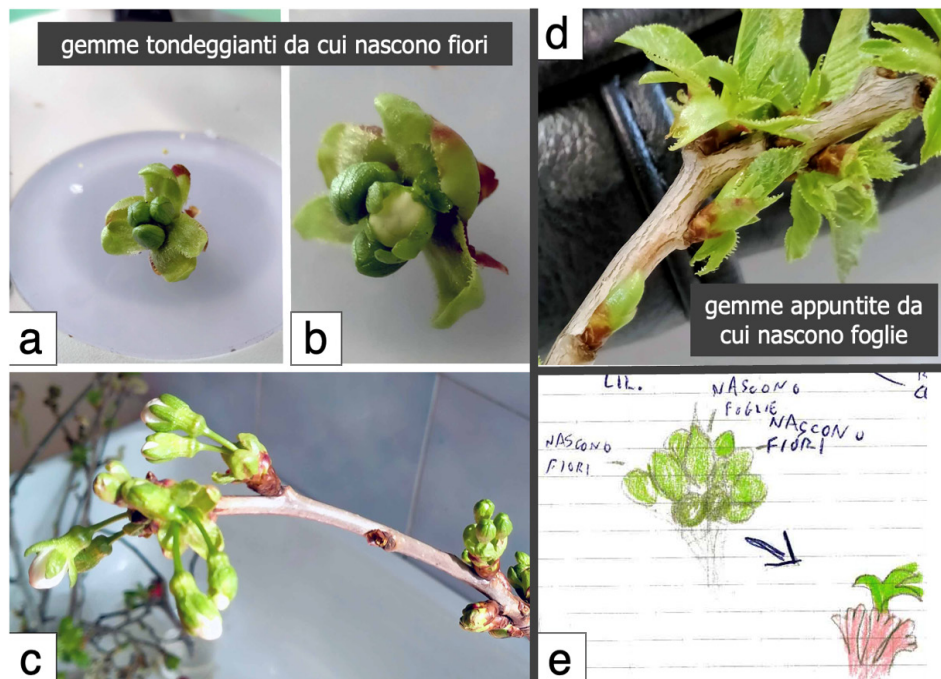 gemme tondeggianti da cui nascono fiori
a
b
d
gemme appuntite da
cui nascono foglie
c
NASCONO
FOGLIE
NASCONO
FIORI
NASCONO
FIORI
e